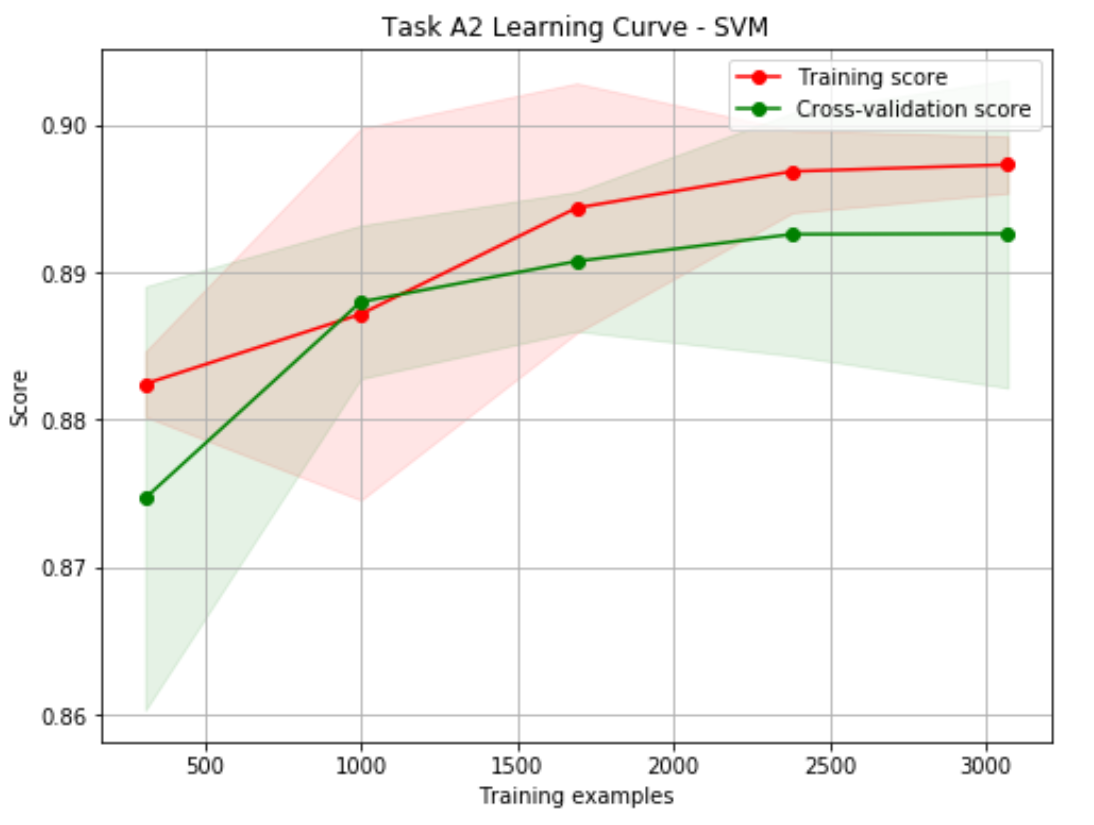 Task A2 Learning Curve - SVM
Training score
Cross-validation score
Score
0.90
0.89
0.88
0.87
0.86
500 1000 1500 2000 2500 3000
Training examples